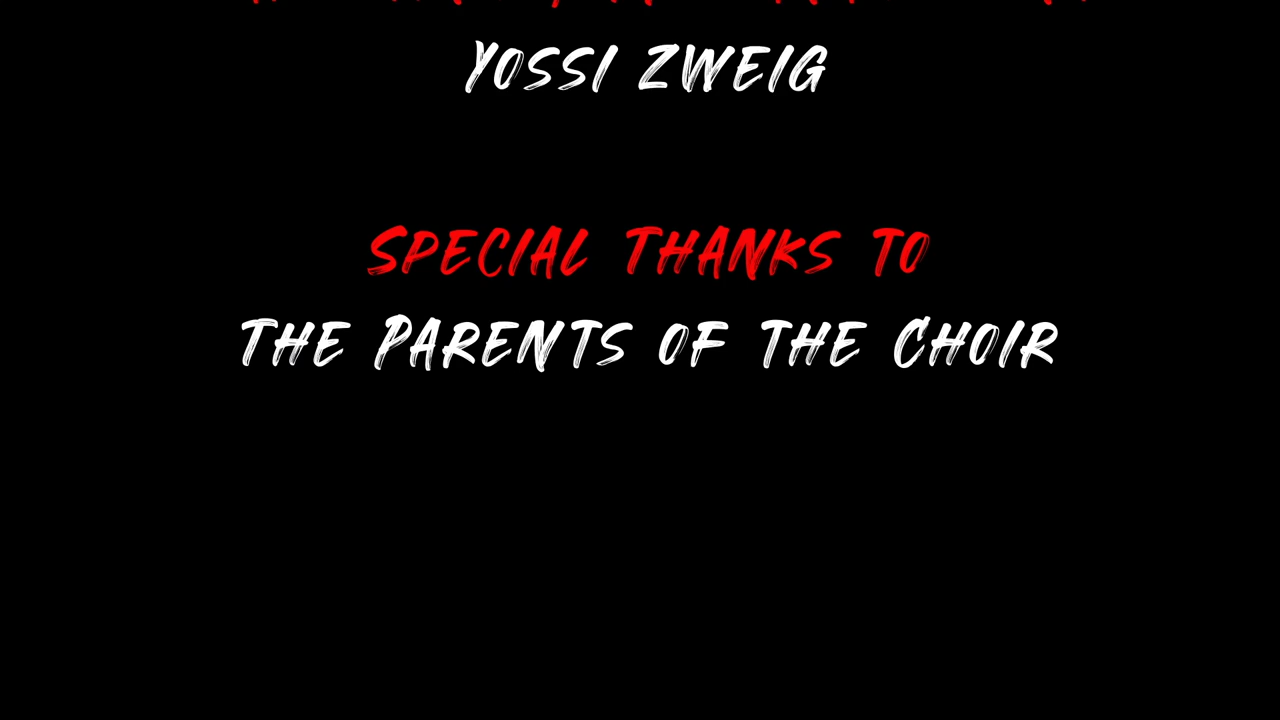 YOSSI ZWEIG
SPECIAL THANKS TO
THE PARENTS OF THE CHOIR